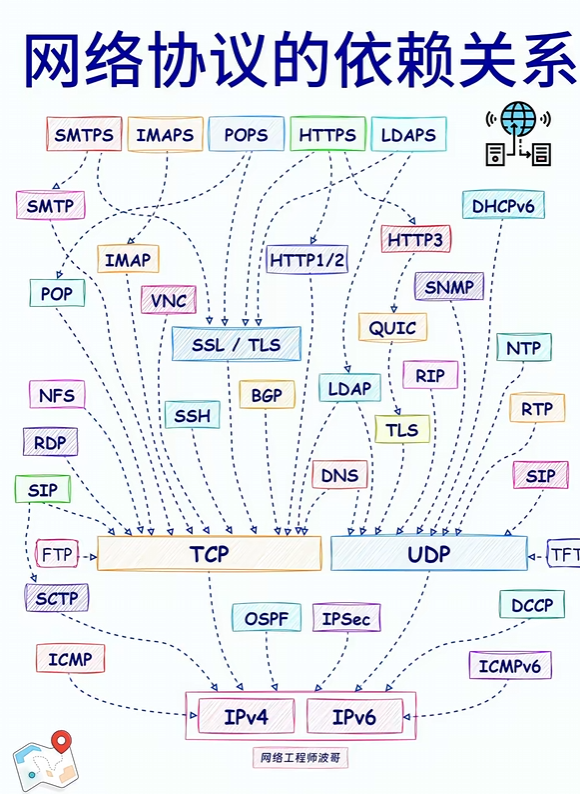 网络协议的依赖关系
SMTPS IMAPS POPS HTTPS LDAPS
SMTP
DHCPv6
HTTP3
IMAP
HTTP1/2
POP
VNC
SNMP
QUIC
SSL / TLS
NTP
RIP
LDAP
NFS
BGP
RTP
SSH
TLS
RDP
DNS
SIP
SIP
FTP
TCP
UDP
TFT
SCTP
DCCP
OSPF
IPSec
ICMP
ICMPv6
IPv4
IPv6
网络工程师波哥